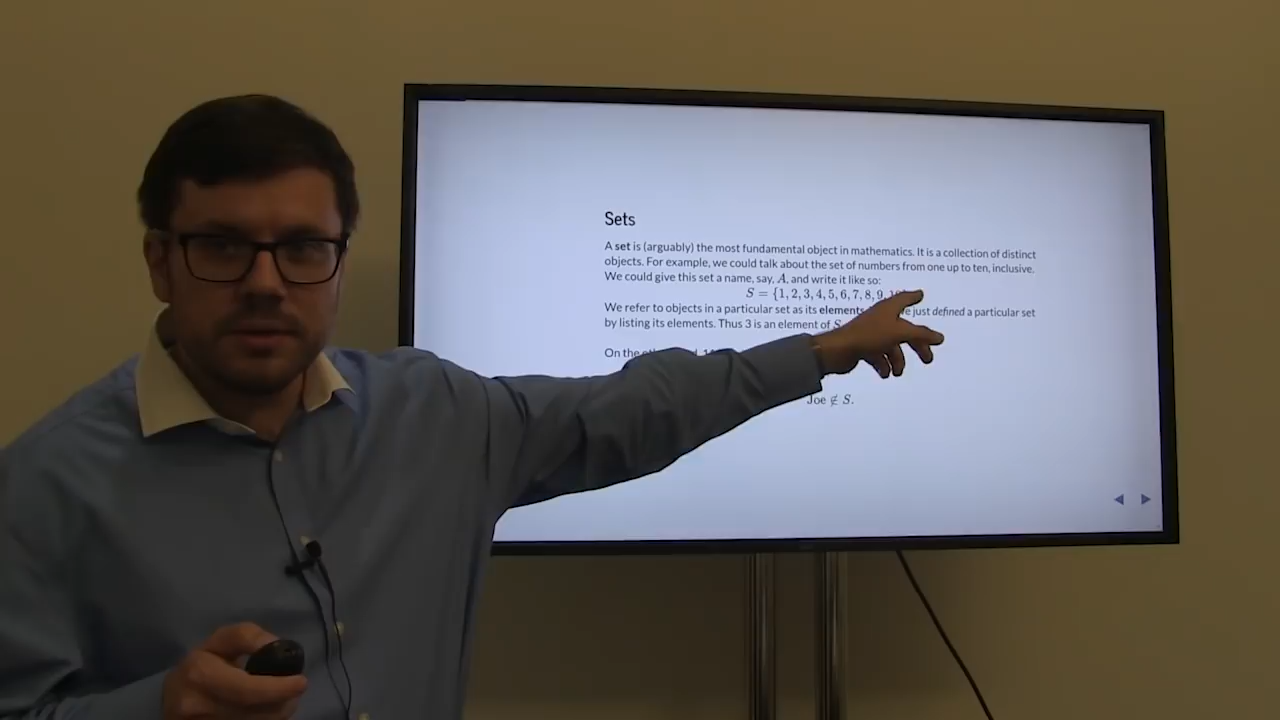 Sets
A set is (arguably) the most fundamental object in mathematics. It is a collection of distinct
objects. For example, we could talk about the set of numbers from one up to ten, inclusive.
We could give this set a name, say, A, and write it like so:
S = {1, 2, 3, 4, 5, 6, 7, 8, 9,
We refer to objects in a particular set as its elements just defined a particular set
by listing its elements. Thus 3 is an element of S
On the
Joe ∉ S.